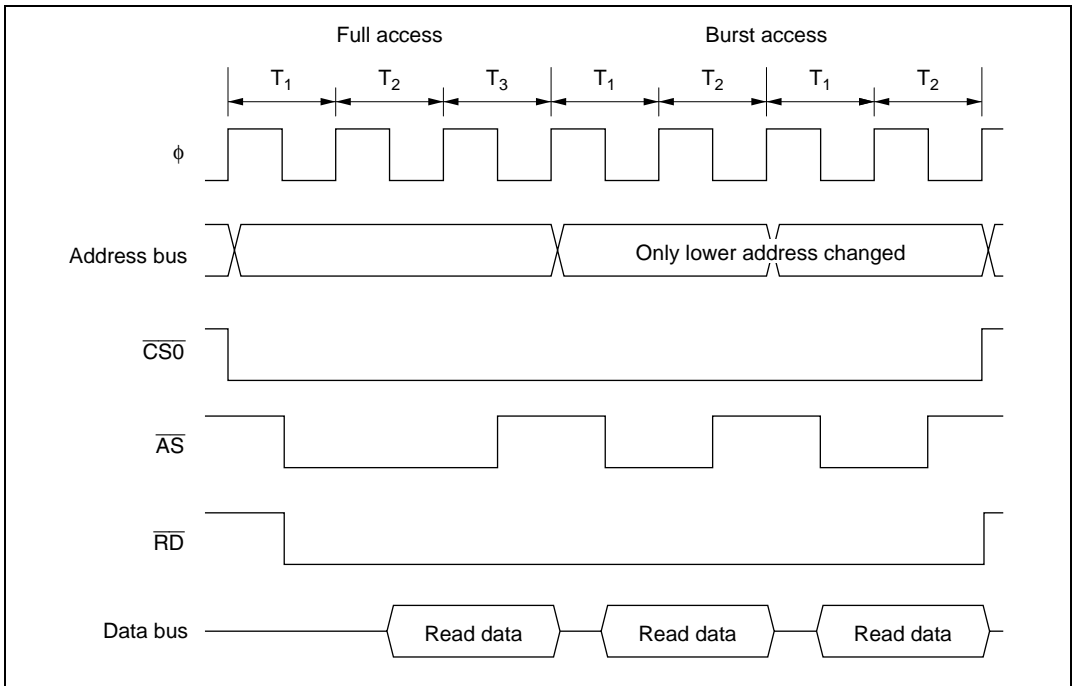 Full access Burst access
T1 T2 T3 T1 T2 T1 T2
ϕ
Address bus Only lower address changed
CS0
AS
RD
Data bus Read data Read data Read data